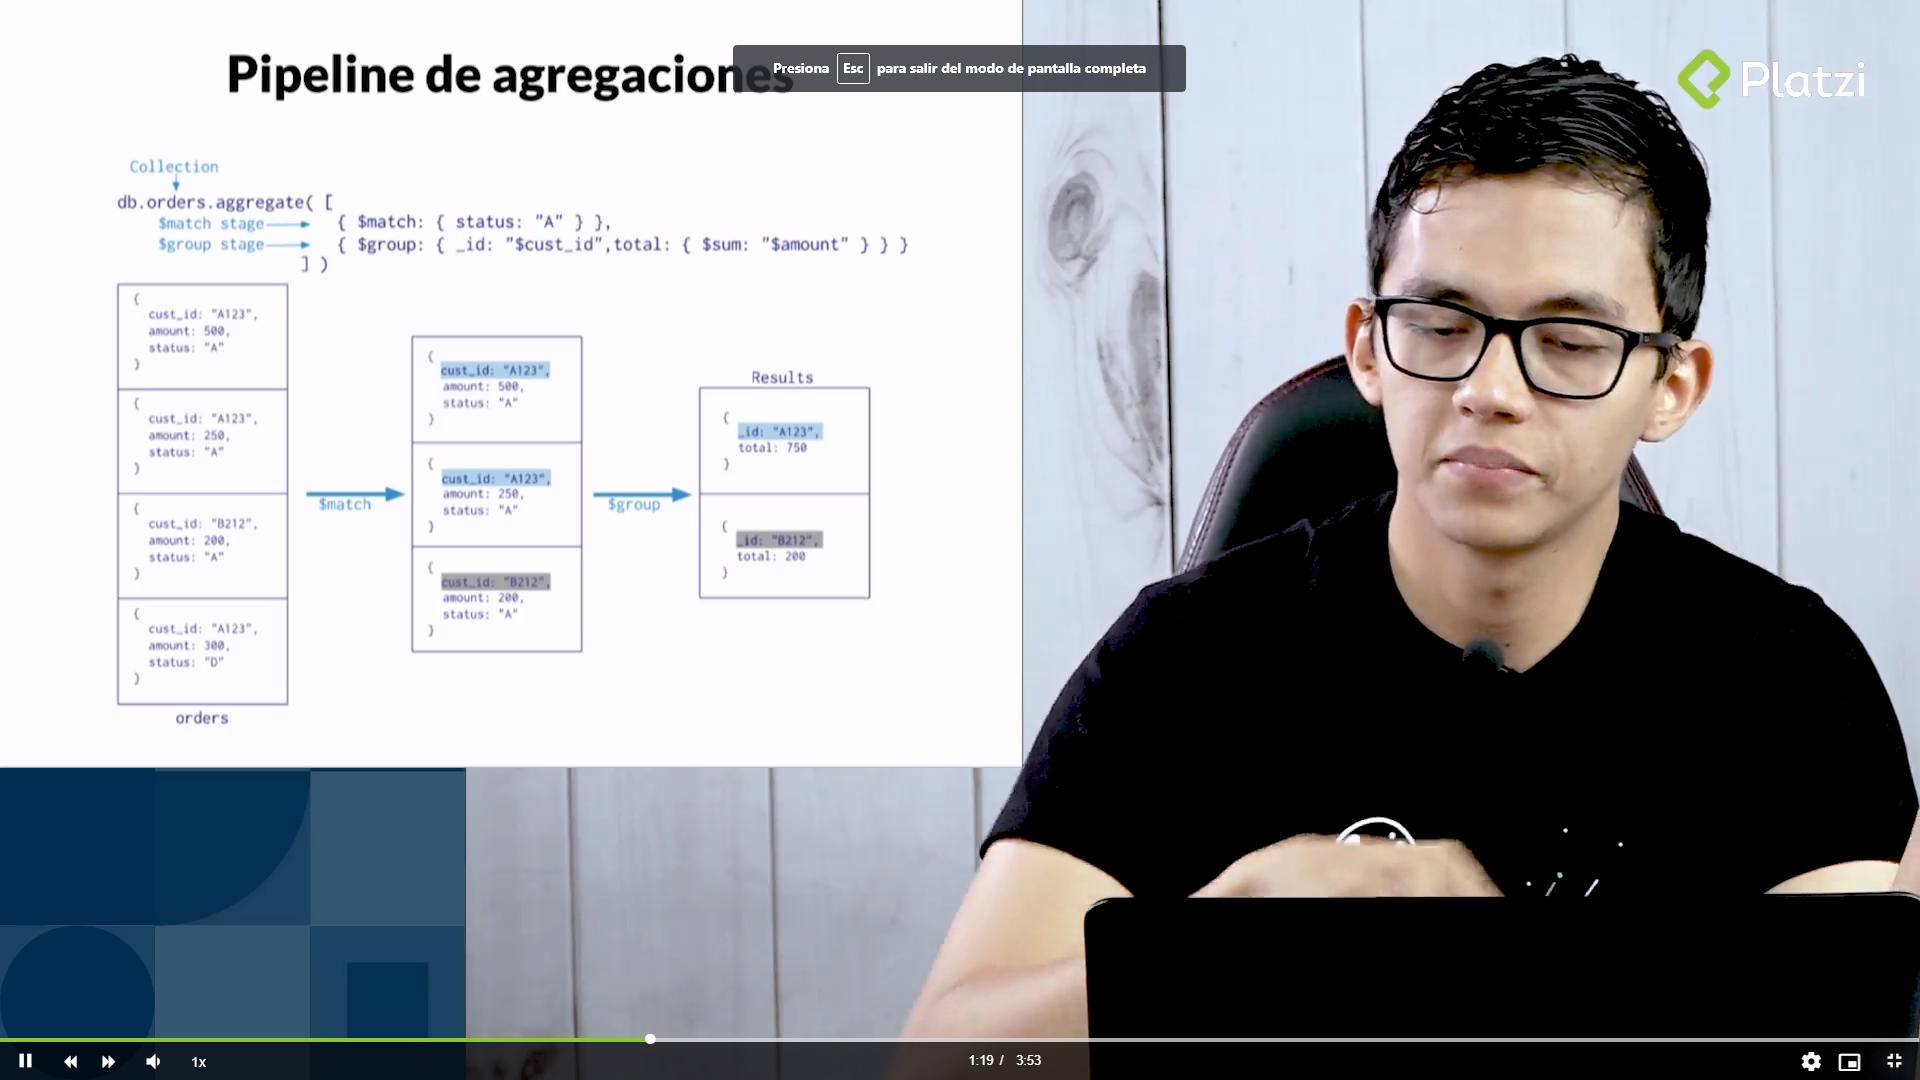 Pipeline de agregaciones
Presiona Esc para salir del modo de pantalla completa
Platzi
Collection
db.orders.aggregate( [
$match stage { $match: { status: "A" } },
$group stage { $group: { _id: "$cust_id",total: { $sum: "$amount" } } }
] )
{
cust_id: "A123",
amount: 500,
status: "A"
}
{
cust_id: "A123",
amount: 250,
status: "A"
}
{
cust_id: "B212",
amount: 200,
status: "A"
}
{
cust_id: "A123",
amount: 300,
status: "D"
}
orders
$match
{
cust_id: "A123",
amount: 500,
status: "A"
}
{
cust_id: "A123",
amount: 250,
status: "A"
}
{
cust_id: "B212",
amount: 200,
status: "A"
}
$group
Results
{
_id: "A123",
total: 750
}
{
_id: "B212",
total: 200
}
1x
1:19 / 3:53